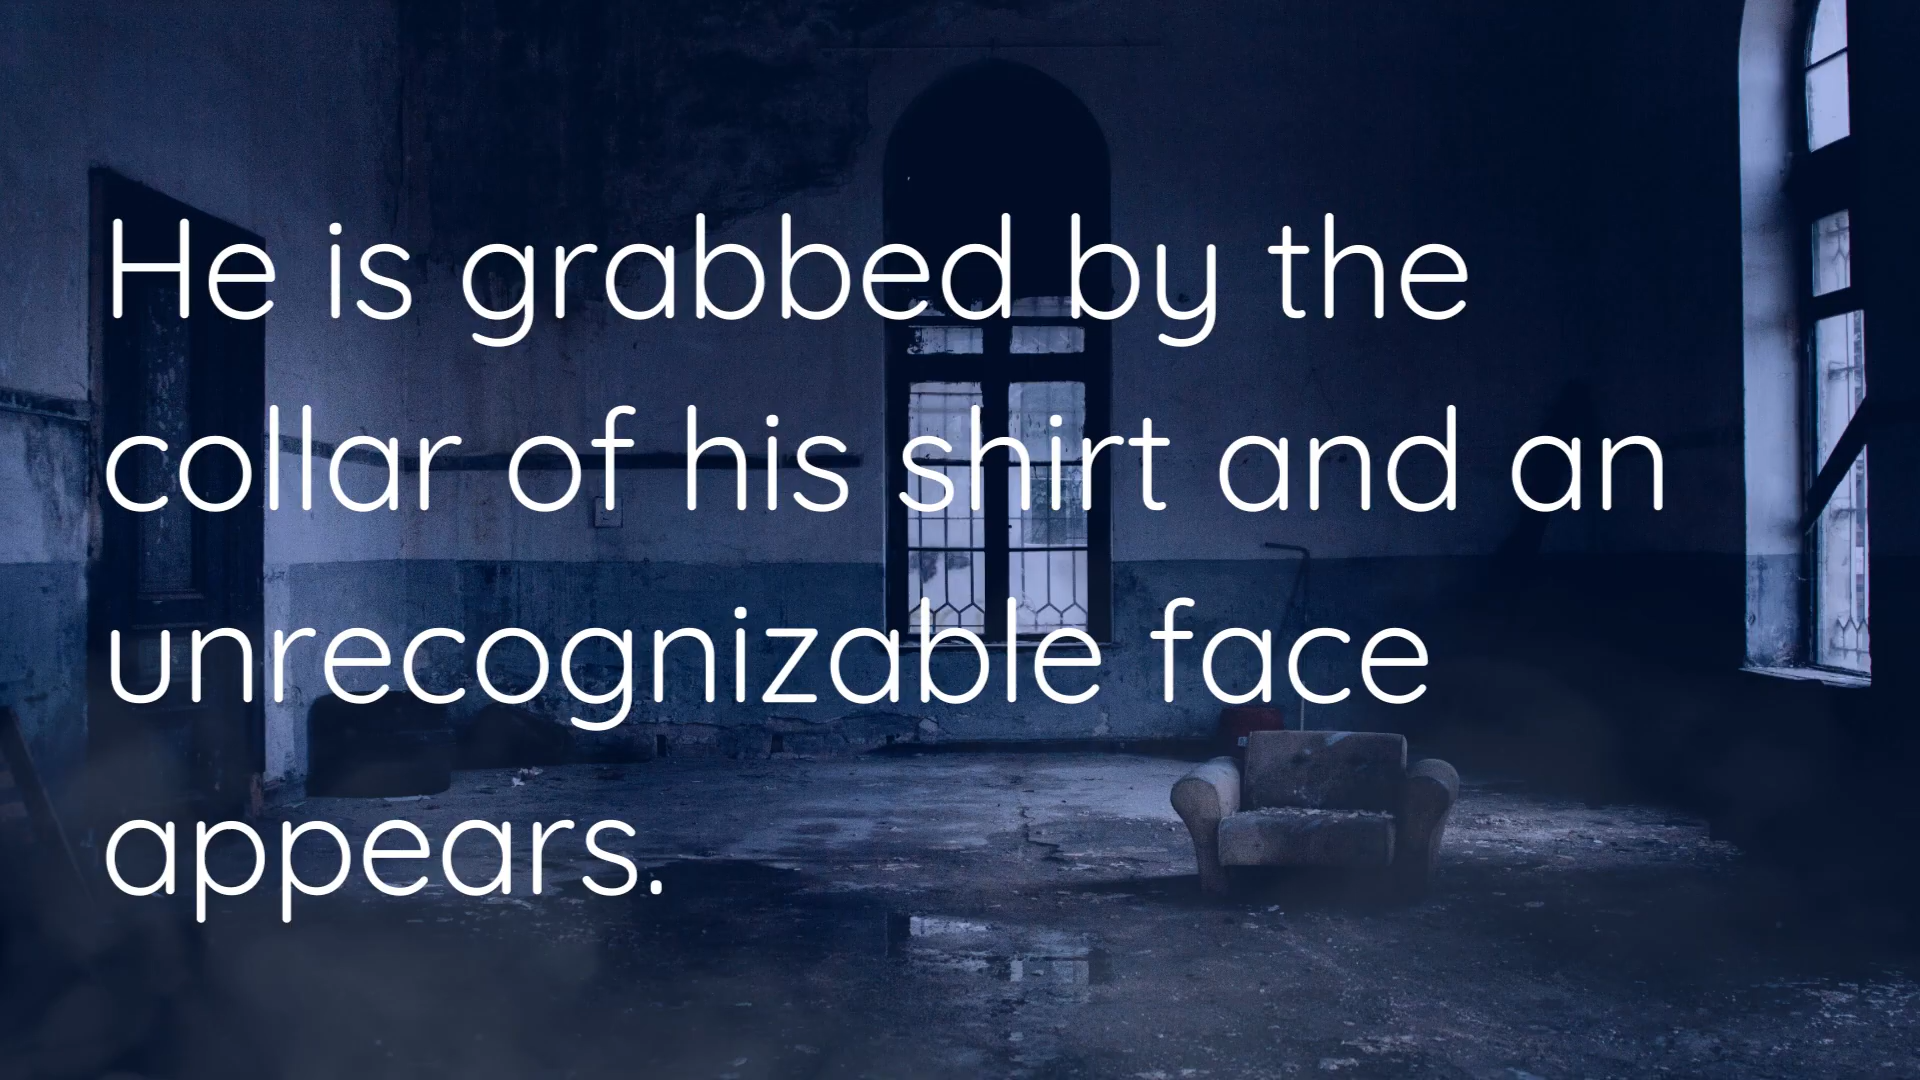 He is grabbed by the
collar of his shirt and an
unrecognizable face
appears.